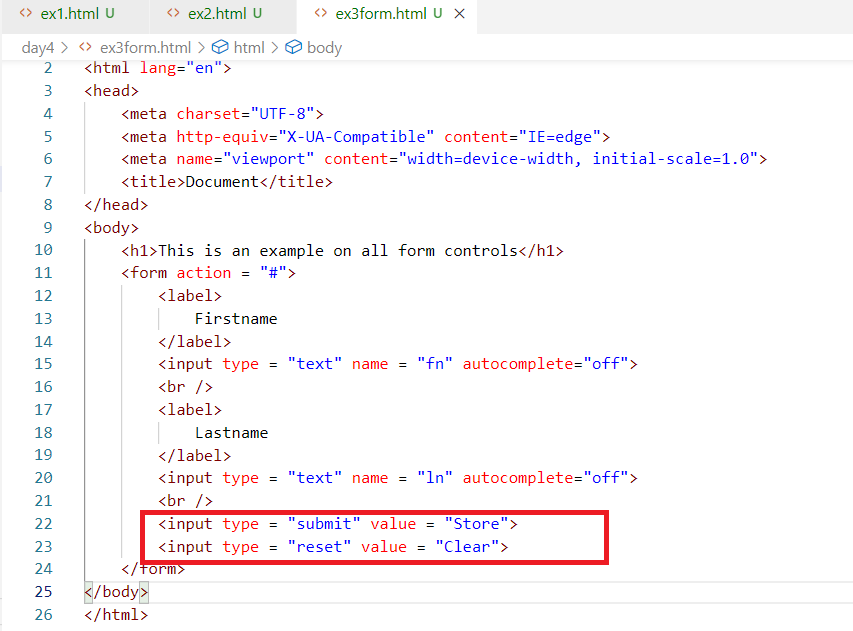 ex1.html U ex2.html U ex3form.html U
day4 > ex3form.html > html > body
2 <html lang="en">
3 <head>
4 <meta charset="UTF-8">
5 <meta http-equiv="X-UA-Compatible" content="IE=edge">
6 <meta name="viewport" content="width=device-width, initial-scale=1.0">
7 <title>Document</title>
8 </head>
9 <body>
10 <h1>This is an example on all form controls</h1>
11 <form action = "#">
12 <label>
13 Firstname
14 </label>
15 <input type = "text" name = "fn" autocomplete="off">
16 <br />
17 <label>
18 Lastname
19 </label>
20 <input type = "text" name = "ln" autocomplete="off">
21 <br />
22 <input type = "submit" value = "Store">
23 <input type = "reset" value = "Clear">
24 </form>
25 </body>
26 </html>